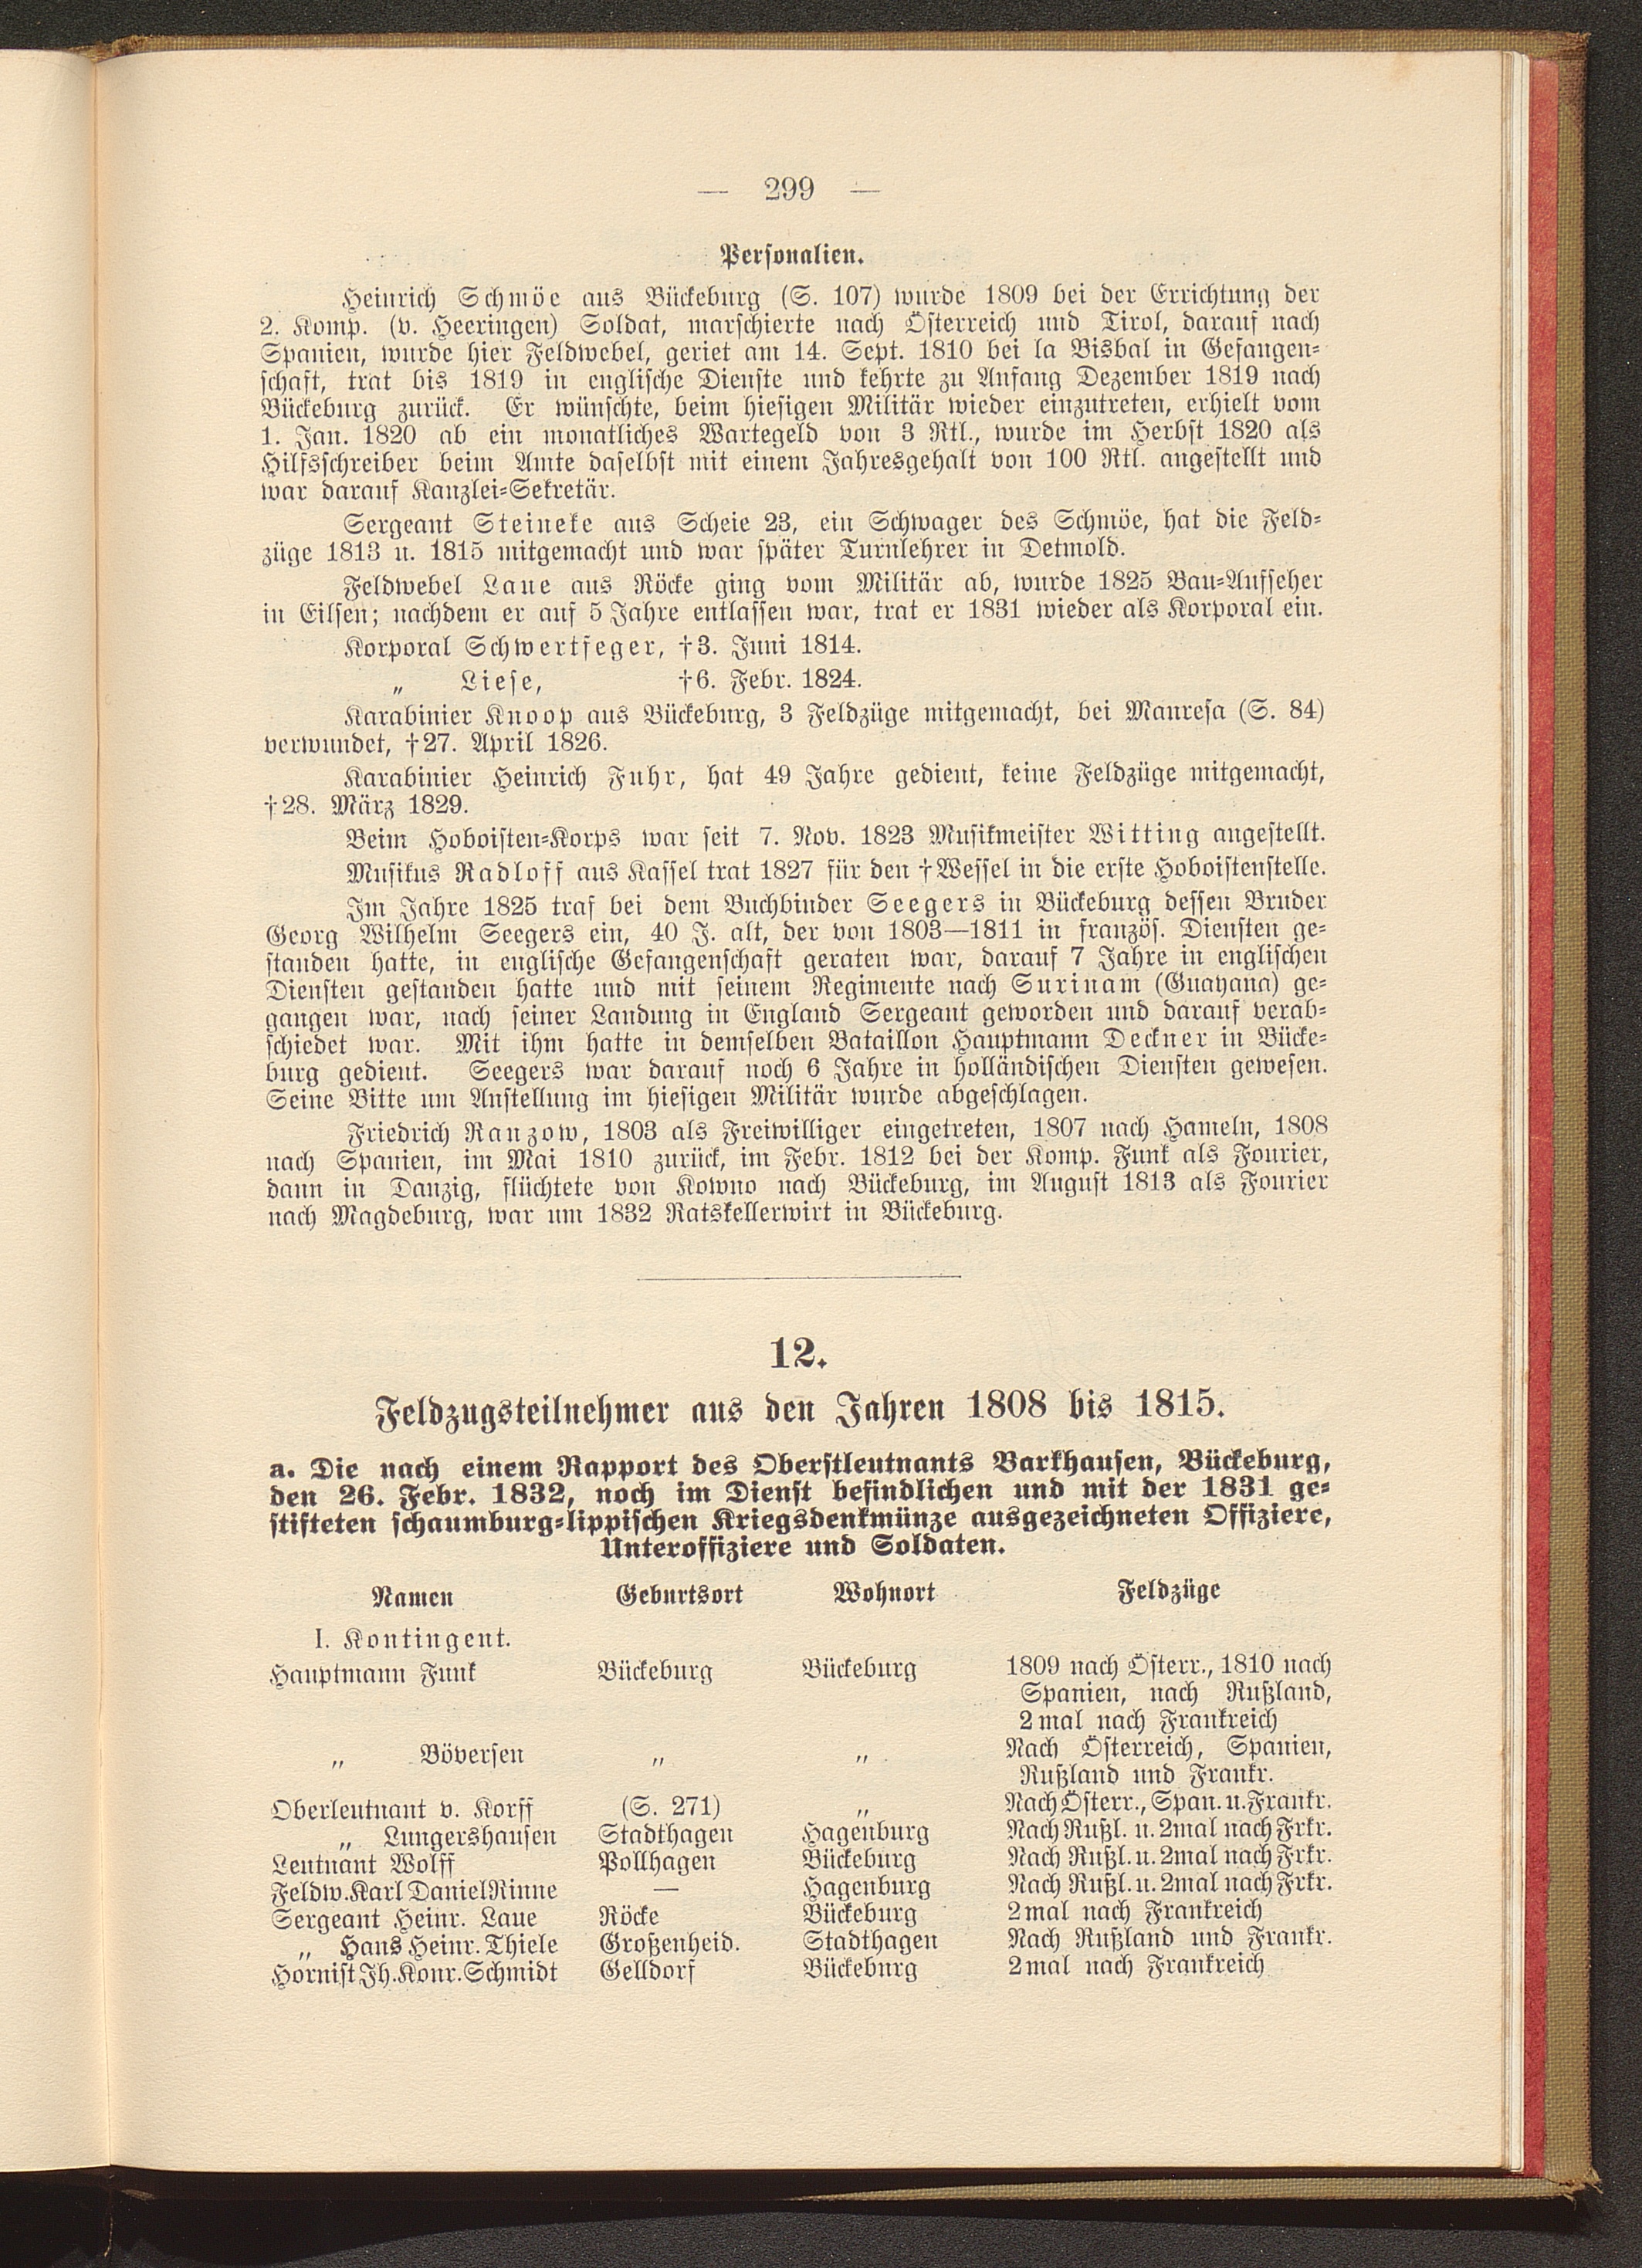 — 299 —
Personalien.
Heinrich Schmöe aus Bückeburg (S. 107) wurde 1809 bei der Errichtung der
2. Komp. (v. Heeringen) Soldat, marschierte nach Österreich und Tirol, darauf nach
Spanien, wurde hier Feldwebel, geriet am 14. Sept. 1810 bei la Bisbal in Gefangen-
schaft, trat bis 1819 in englische Dienste und kehrte zu Anfang Dezember 1819 nach
Bückeburg zurück. Er wünschte, beim hiesigen Militär wieder einzutreten, erhielt vom
1. Jan. 1820 ab ein monatliches Wartegeld von 3 Rtl., wurde im Herbst 1820 als
Hilfsschreiber beim Amte daselbst mit einem Jahresgehalt von 100 Rtl. angestellt und
war darauf Kanzlei-Sekretär.
Sergeant Steineke aus Scheie 23, ein Schwager des Schmöe, hat die Feld-
züge 1813 u. 1815 mitgemacht und war später Turnlehrer in Detmold.
Feldwebel Laue aus Röcke ging vom Militär ab, wurde 1825 Bau-Aufseher
in Eilsen; nachdem er auf 5 Jahre entlassen war, trat er 1831 wieder als Korporal ein.
Korporal Schwertfeger, † 3. Juni 1814.
„ Liese, † 6. Febr. 1824.
Karabinier Knoop aus Bückeburg, 3 Feldzüge mitgemacht, bei Manresa (S. 84)
verwundet, † 27. April 1826.
Karabinier Heinrich Fuhr, hat 49 Jahre gedient, keine Feldzüge mitgemacht,
† 28. März 1829.
Beim Hoboisten-Korps war seit 7. Nov. 1823 Musikmeister Witting angestellt.
Musikus Radloff aus Kassel trat 1827 für den † Wessel in die erste Hoboistenstelle.
Im Jahre 1825 traf bei dem Buchbinder Seegers in Bückeburg dessen Bruder
Georg Wilhelm Seegers ein, 40 J. alt, der von 1803—1811 in französ. Diensten ge-
standen hatte, in englische Gefangenschaft geraten war, darauf 7 Jahre in englischen
Diensten gestanden hatte und mit seinem Regimente nach Surinam (Guayana) ge-
gangen war, nach seiner Landung in England Sergeant geworden und darauf verab-
schiedet war. Mit ihm hatte in demselben Bataillon Hauptmann Deckner in Bücke-
burg gedient. Seegers war darauf noch 6 Jahre in holländischen Diensten gewesen.
Seine Bitte um Anstellung im hiesigen Militär wurde abgeschlagen.
Friedrich Ranzow, 1803 als Freiwilliger eingetreten, 1807 nach Hameln, 1808
nach Spanien, im Mai 1810 zurück, im Febr. 1812 bei der Komp. Funk als Fourier,
dann in Danzig, flüchtete von Kowno nach Bückeburg, im August 1813 als Fourier
nach Magdeburg, war um 1832 Ratskellerwirt in Bückeburg.
12.
Feldzugsteilnehmer aus den Jahren 1808 bis 1815.
a. Die nach einem Rapport des Oberstleutnants Barkhausen, Bückeburg,
den 26. Febr. 1832, noch im Dienst befindlichen und mit der 1831 ge-
stifteten schaumburg-lippischen Kriegsdenkmünze ausgezeichneten Offiziere,
Unteroffiziere und Soldaten.
Namen Geburtsort Wohnort Feldzüge
I. Kontingent.
Hauptmann Funk Bückeburg Bückeburg 1809 nach Österr., 1810 nach
Spanien, nach Rußland,
2 mal nach Frankreich
„ Böversen „ „ Nach Österreich, Spanien,
Rußland und Frankr.
Oberleutnant v. Korff (S. 271) „ Nach Österr., Span. u. Frankr.
„ Lungershausen Stadthagen Hagenburg Nach Rußl. u. 2mal nach Frkr.
Leutnant Wolff Pollhagen Bückeburg Nach Rußl. u. 2mal nach Frkr.
Feldw. Karl Daniel Rinne — Hagenburg Nach Rußl. u. 2mal nach Frkr.
Sergeant Heinr. Laue Röcke Bückeburg 2mal nach Frankreich
„ Hans Heinr. Thiele Großenheid. Stadthagen Nach Rußland und Frankr.
Hornist Jh. Konr. Schmidt Gelldorf Bückeburg 2mal nach Frankreich